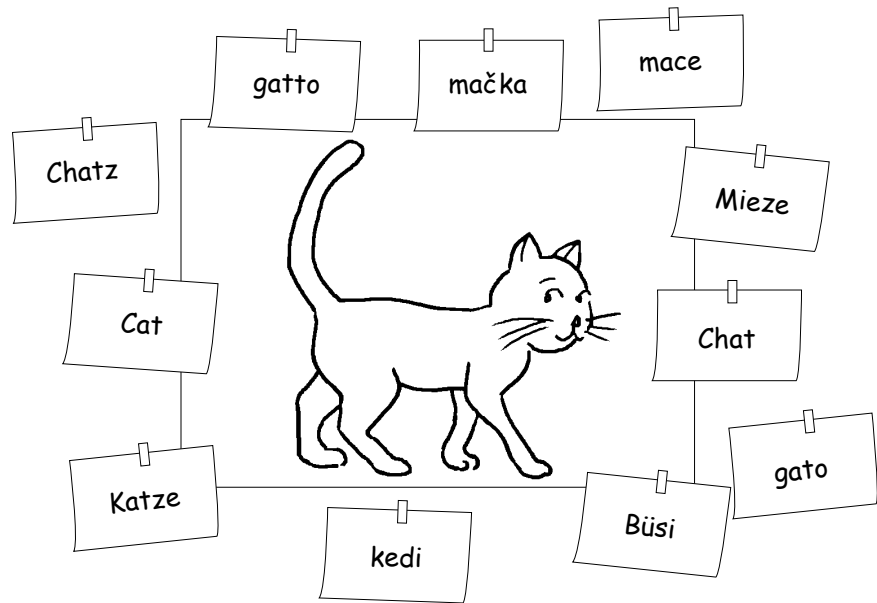 gatto
mačka
mace
Chatz
Mieze
Cat
Chat
Katze
gato
Büsi
kedi